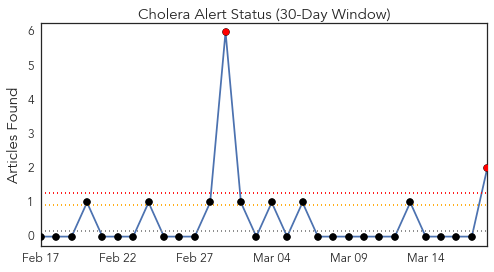 Cholera Alert Status (30-Day Window)
Articles Found
6
5
4
3
2
1
0
Feb 17 Feb 22 Feb 27 Mar 04 Mar 09 Mar 14